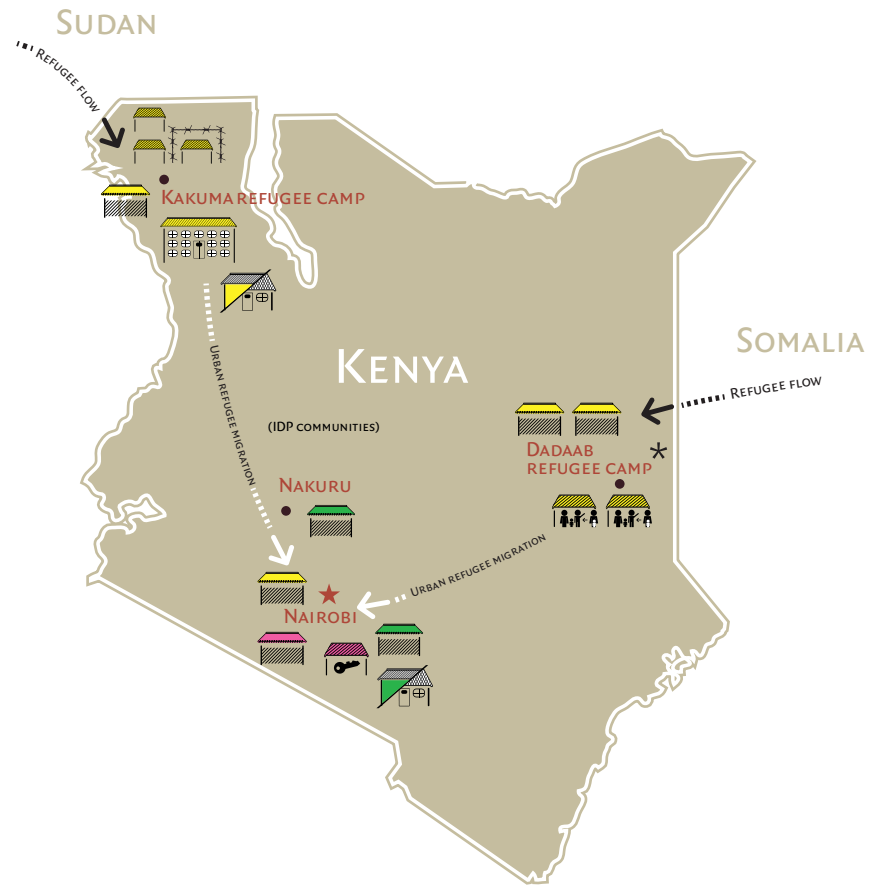 Sudan
Refugee flow
Kakuma refugee camp
Kenya
Somalia
Refugee flow
Urban refugee migration
(IDP communities)
Dadaab *
refugee camp
Nakuru
Urban refugee migration
Nairobi